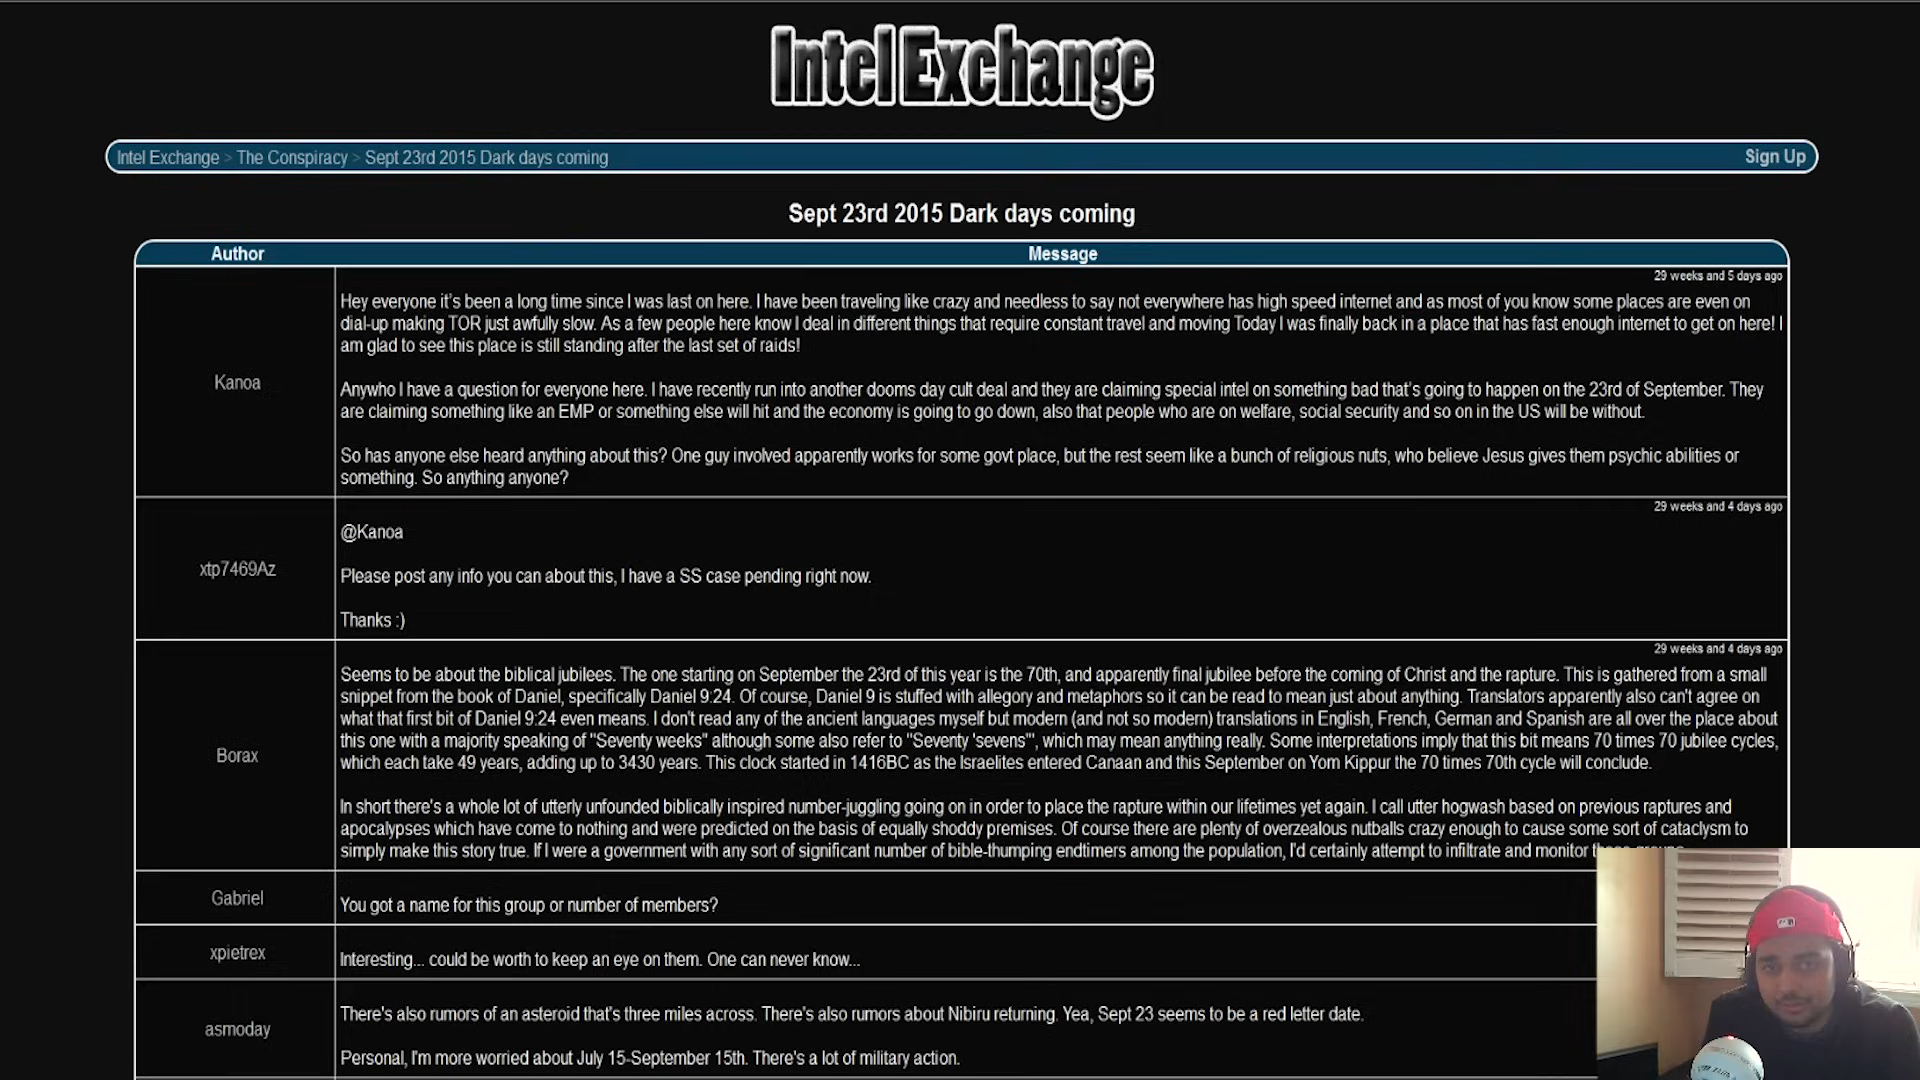 Intel Exchange
Intel Exchange > The Conspiracy > Sept 23rd 2015 Dark days coming
Sign Up
Sept 23rd 2015 Dark days coming
Author
Message
29 weeks and 5 days ago
Kanoa
Hey everyone it's been a long time since I was last on here. I have been traveling like crazy and needless to say not everywhere has high speed internet and as most of you know some places are even on
dial-up making TOR just awfully slow. As a few people here know I deal in different things that require constant travel and moving Today I was finally back in a place that has fast enough internet to get on here! I
am glad to see this place is still standing after the last set of raids!
Anywho I have a question for everyone here. I have recently run into another dooms day cult deal and they are claiming special intel on something bad that's going to happen on the 23rd of September. They
are claiming something like an EMP or something else will hit and the economy is going to go down, also that people who are on welfare, social security and so on in the US will be without.
So has anyone else heard anything about this? One guy involved apparently works for some govt place, but the rest seem like a bunch of religious nuts, who believe Jesus gives them psychic abilities or
something. So anything anyone?
29 weeks and 4 days ago
xtp7469Az
@Kanoa
Please post any info you can about this, I have a SS case pending right now.
Thanks :)
29 weeks and 4 days ago
Borax
Seems to be about the biblical jubilees. The one starting on September the 23rd of this year is the 70th, and apparently final jubilee before the coming of Christ and the rapture. This is gathered from a small
snippet from the book of Daniel, specifically Daniel 9:24. Of course, Daniel 9 is stuffed with allegory and metaphors so it can be read to mean just about anything. Translators apparently also can't agree on
what that first bit of Daniel 9:24 even means. I don't read any of the ancient languages myself but modern (and not so modern) translations in English, French, German and Spanish are all over the place about
this one with a majority speaking of "Seventy weeks" although some also refer to "Seventy 'sevens'", which may mean anything really. Some interpretations imply that this bit means 70 times 70 jubilee cycles,
which each take 49 years, adding up to 3430 years. This clock started in 1416BC as the Israelites entered Canaan and this September on Yom Kippur the 70 times 70th cycle will conclude.
In short there's a whole lot of utterly unfounded biblically inspired number-juggling going on in order to place the rapture within our lifetimes yet again. I call utter hogwash based on previous raptures and
apocalypses which have come to nothing and were predicted on the basis of equally shoddy premises. Of course there are plenty of overzealous nutballs crazy enough to cause some sort of cataclysm to
simply make this story true. If I were a government with any sort of significant number of bible-thumping endtimers among the population, I'd certainly attempt to infiltrate and monitor
Gabriel
You got a name for this group or number of members?
xpietrex
Interesting... could be worth to keep an eye on them. One can never know...
asmoday
There's also rumors of an asteroid that's three miles across. There's also rumors about Nibiru returning. Yea, Sept 23 seems to be a red letter date.
Personal, I'm more worried about July 15-September 15th. There's a lot of military action.